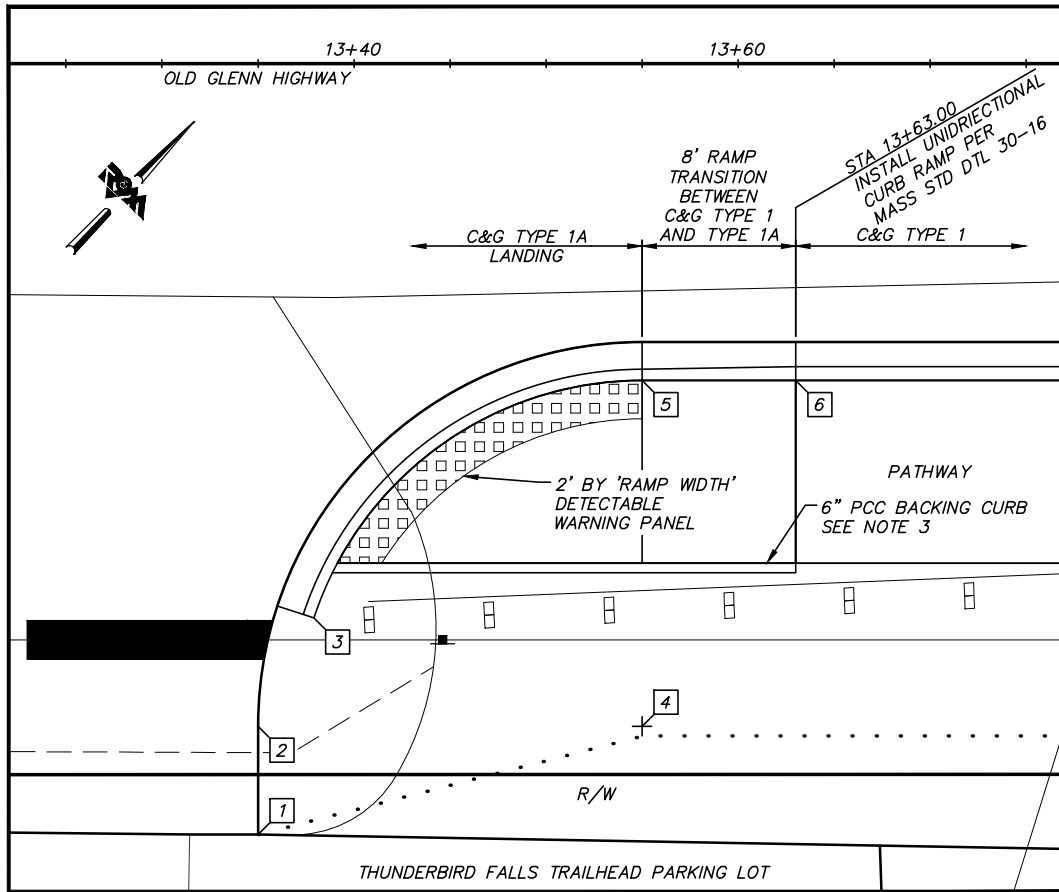 13+40
13+60
OLD GLENN HIGHWAY
STA 13+63.00
INSTALL UNIDRIECTIONAL
CURB RAMP PER
MASS STD DTL 30-16
8' RAMP
TRANSITION
BETWEEN
C&G TYPE 1
AND TYPE 1A
C&G TYPE 1A
LANDING
C&G TYPE 1
5
6
2' BY 'RAMP WIDTH'
DETECTABLE
WARNING PANEL
PATHWAY
6" PCC BACKING CURB
SEE NOTE 3
3
4
2
1
R/W
THUNDERBIRD FALLS TRAILHEAD PARKING LOT